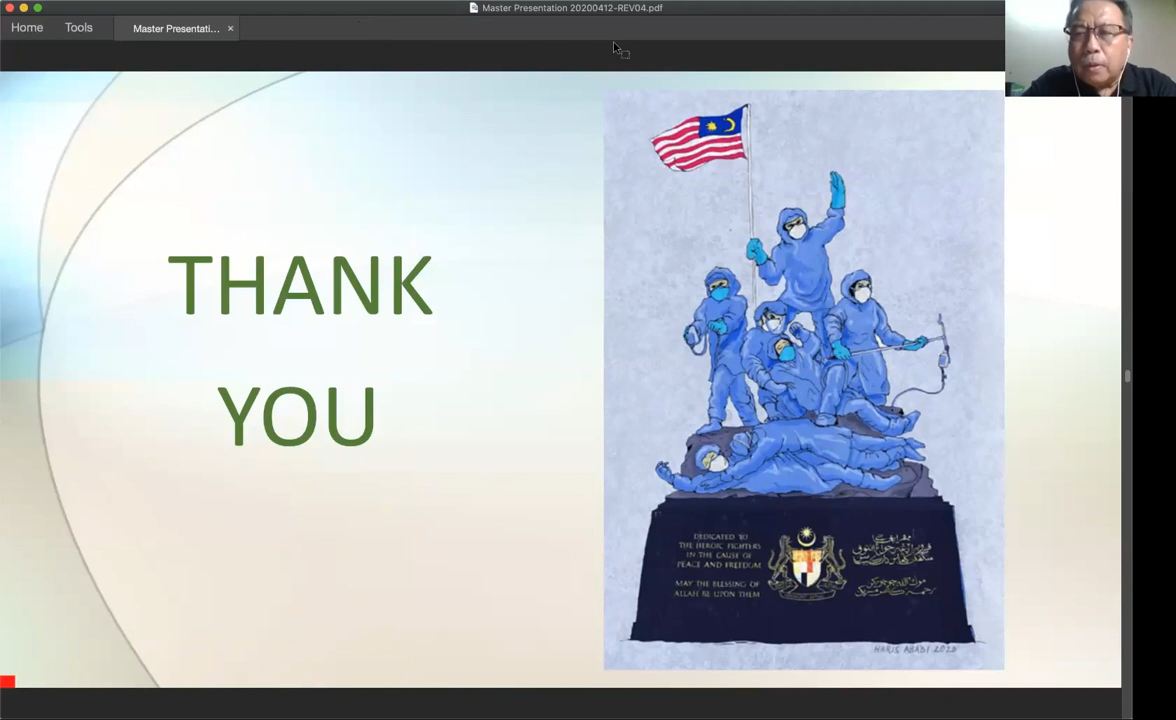 Master Presentation 20200412-REV04.pdf
Home
Tools
Master Presentati... ×
THANK
YOU
DEDICATED TO
THE HEROIC FIGHTERS
IN THE CAUSE OF
PEACE AND FREEDOM
MAY THE BLESSING OF
ALLAH BE UPON THEM
HARIS ABADI 2020